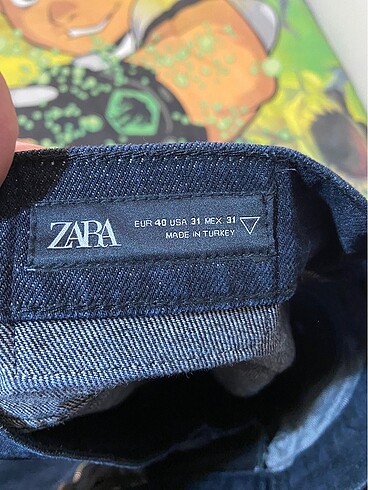 ZARA
EUR 40 USA 31 MEX 31
MADE IN TURKEY